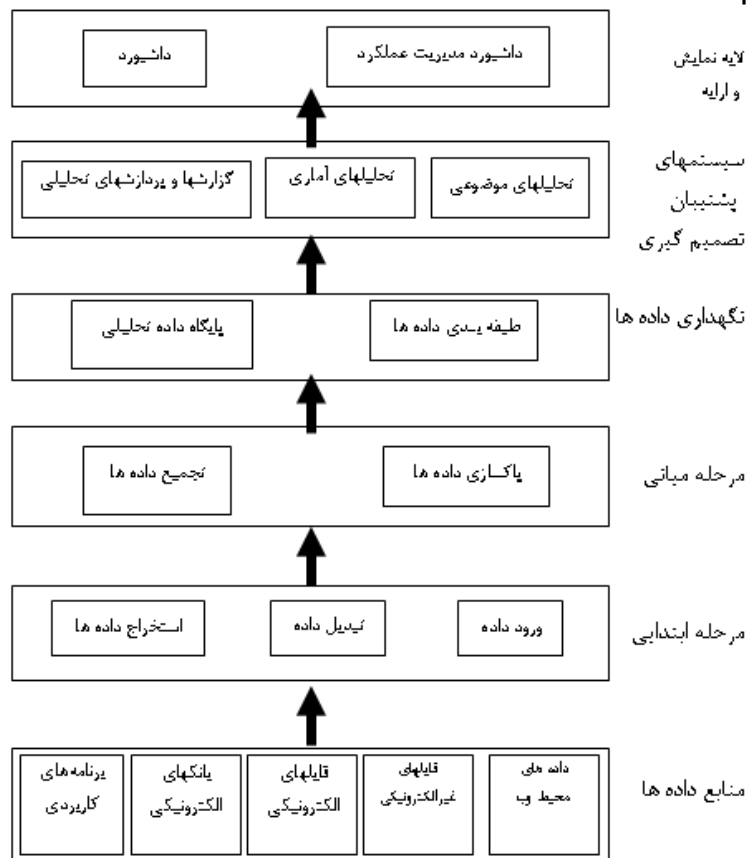 لایه نمایش
و ارایه
داشبورد مدیریت عملکرد
داشبورد
سیستمهای
پشتیبان
تصمیم گیری
تحلیلهای موضوعی
تحلیلهای آماری
گزارشها و پردازشهای تحلیلی
نگهداری داده ها
طبقه بندی داده ها
پایگاه داده تحلیلی
مرحله میانی
پاکسازی داده ها
تجمیع داده ها
مرحله ابتدایی
ورود داده
تبدیل داده
استخراج داده ها
منابع داده ها
داده های
محیط وب
فایلهای
غیرالکترونیکی
فایلهای
الکترونیکی
بانکهای
الکترونیکی
برنامه های
کاربردی